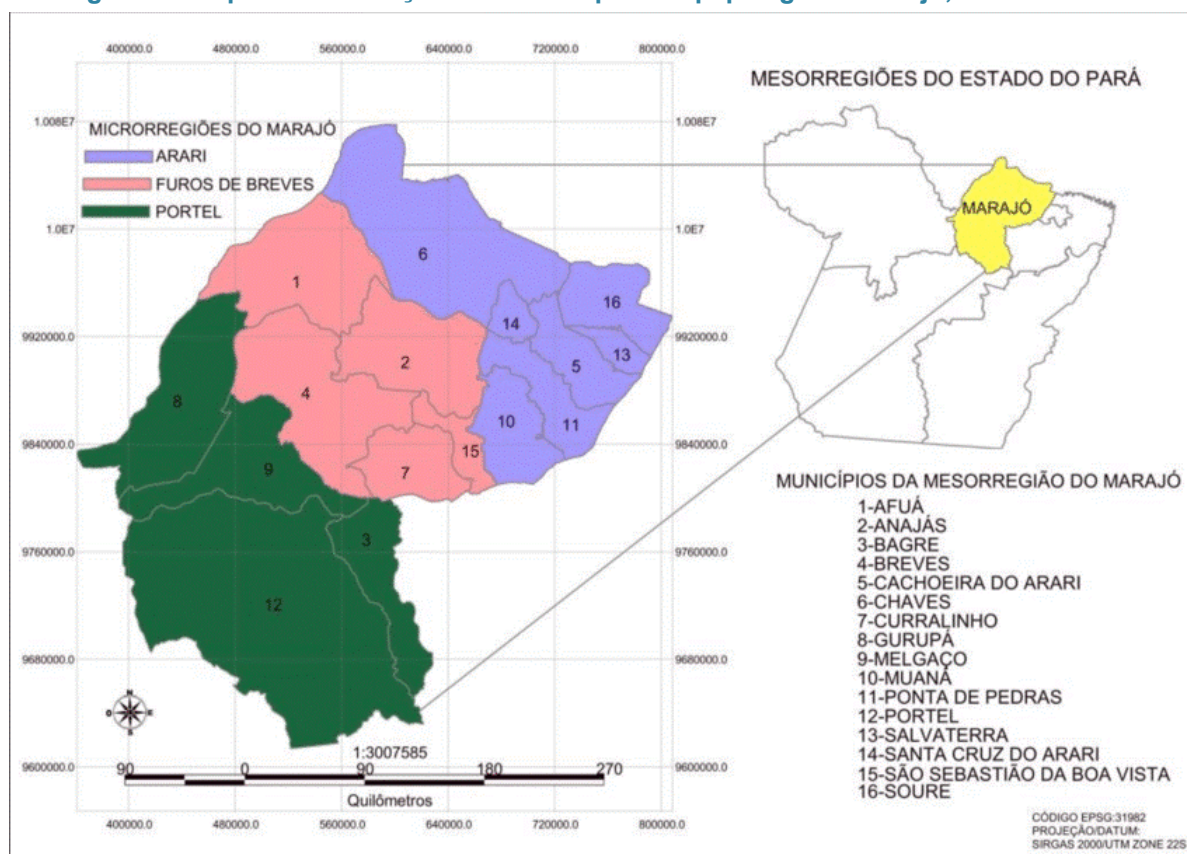 400000.0 480000.0 560000.0 640000.0 720000.0 800000.0
MESORREGIÕES DO ESTADO DO PARÁ
1.008E7 1.008E7
MICRORREGIÕES DO MARAJÓ
ARARI
FUROS DE BREVES
PORTEL
MARAJÓ
1.0E7 1.0E7
6
1
16
14
9920000.0 9920000.0
13
2
5
4
8
10
11
9840000.0 9840000.0
15
9
7
MUNICÍPIOS DA MESORREGIÃO DO MARAJÓ
1-AFUÁ
2-ANAJÁS
3-BAGRE
4-BREVES
5-CACHOEIRA DO ARARI
6-CHAVES
7-CURRALINHO
8-GURUPÁ
9-MELGAÇO
10-MUANÁ
11-PONTA DE PEDRAS
12-PORTEL
13-SALVATERRA
14-SANTA CRUZ DO ARARI
15-SÃO SEBASTIÃO DA BOA VISTA
16-SOURE
3
9760000.0 9760000.0
12
9680000.0 9680000.0
N
O E
S
1:3007585
9600000.0 9600000.0
90 0 90 180 270
Quilômetros
400000.0 480000.0 560000.0 640000.0 720000.0 800000.0
CÓDIGO EPSG:31982
PROJEÇÃO/DATUM:
SIRGAS 2000/UTM ZONE 22S